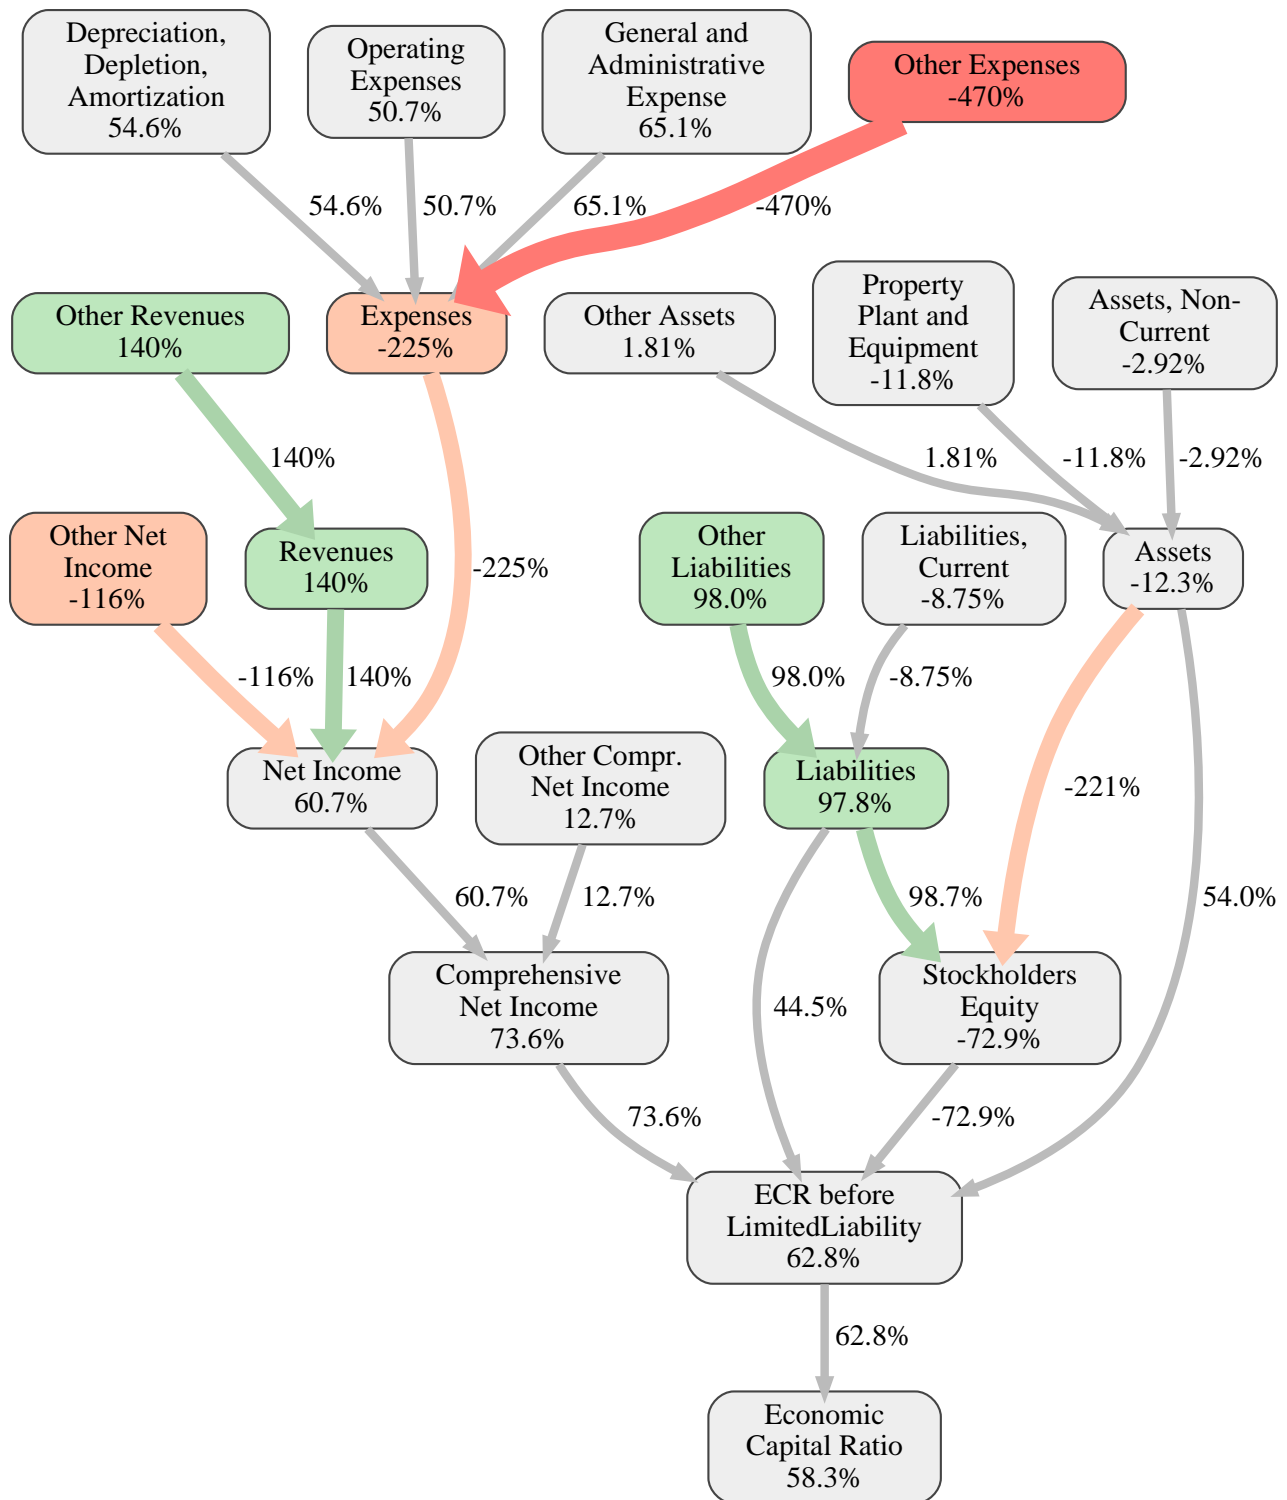 Depreciation,
Depletion,
Amortization
54.6%
Operating
Expenses
50.7%
General and
Administrative
Expense
65.1%
Other Expenses
-470%
54.6%
50.7%
65.1%
-470%
Other Revenues
140%
Expenses
-225%
Other Assets
1.81%
Property
Plant and
Equipment
-11.8%
Assets, Non-
Current
-2.92%
140%
1.81%
-11.8%
-2.92%
Other Net
Income
-116%
Revenues
140%
-225%
Other
Liabilities
98.0%
Liabilities,
Current
-8.75%
Assets
-12.3%
-116%
140%
98.0%
-8.75%
Net Income
60.7%
Other Compr.
Net Income
12.7%
Liabilities
97.8%
-221%
60.7%
12.7%
98.7%
54.0%
Comprehensive
Net Income
73.6%
44.5%
Stockholders
Equity
-72.9%
73.6%
-72.9%
ECR before
LimitedLiability
62.8%
62.8%
Economic
Capital Ratio
58.3%